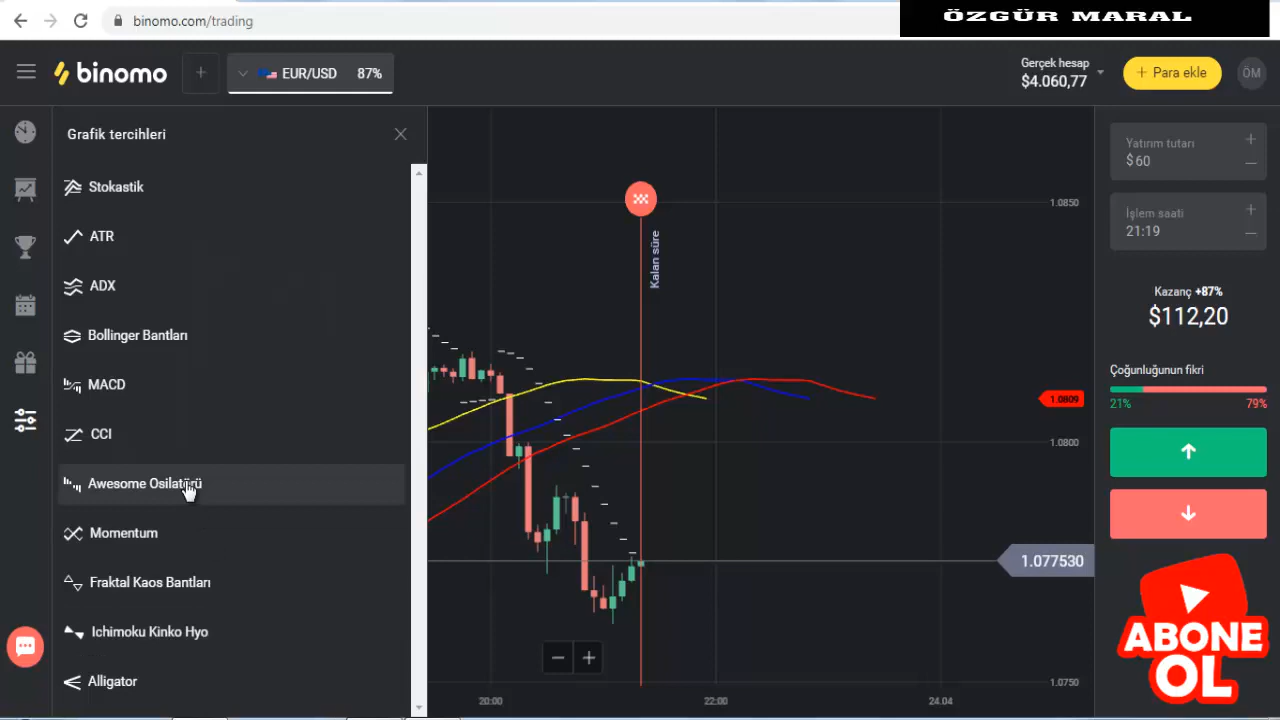 binomo.com/trading
ÖZGÜR MARAL
binomo
+
EUR/USD 87%
Gerçek hesap
$4.060,77
+ Para ekle
ÖM
Grafik tercihleri
Stokastik
ATR
ADX
Bollinger Bantları
MACD
CCI
Awesome Osilatörü
Momentum
Fraktal Kaos Bantları
Ichimoku Kinko Hyo
Alligator
Kalan süre
1.0850
1.0809
1.0800
1.077530
1.0750
20:00
22:00
24.04
Yatırım tutarı
$60
İşlem saati
21:19
Kazanç +87%
$112,20
Çoğunluğunun fikri
21%
79%
ABONE
OL